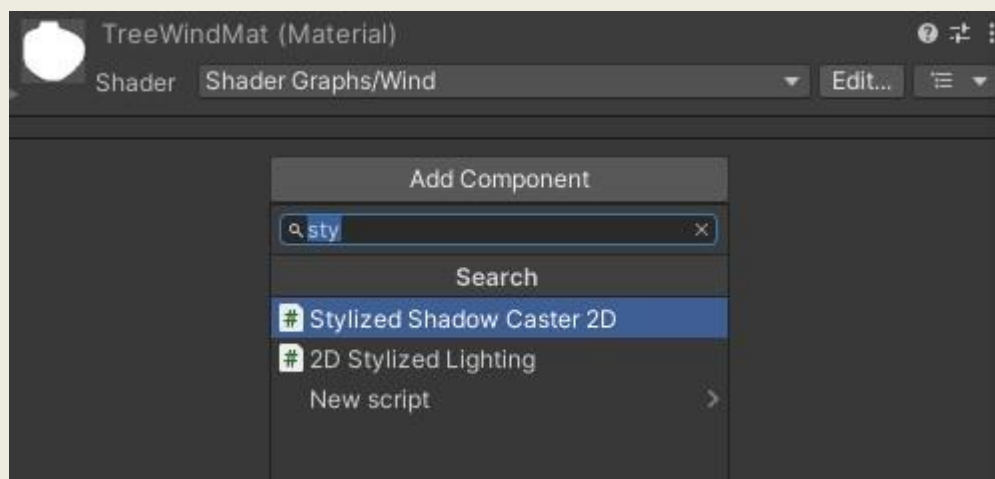 TreeWindMat (Material)
Shader Shader Graphs/Wind Edit...
Add Component
sty
Search
# Stylized Shadow Caster 2D
# 2D Stylized Lighting
New script